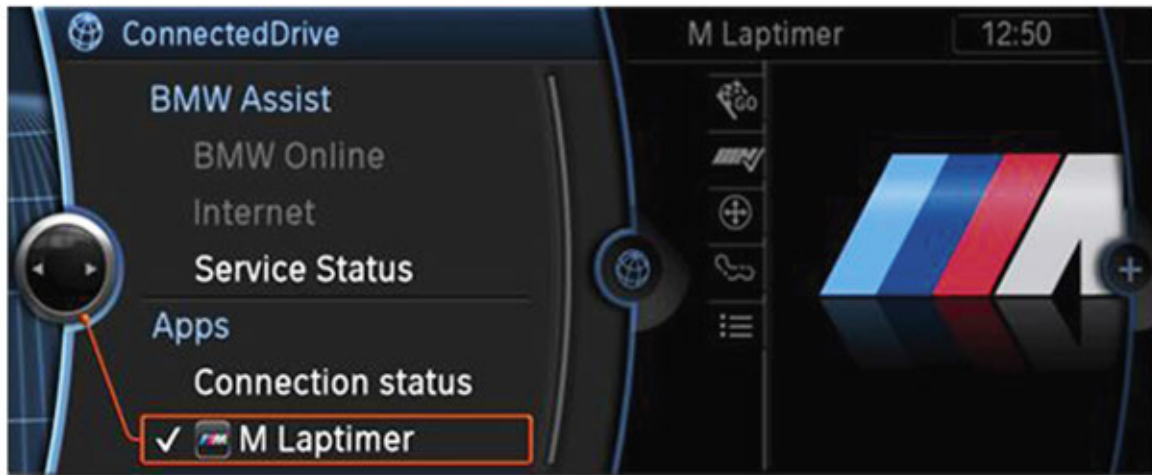 ConnectedDrive
BMW Assist
BMW Online
Internet
Service Status
Apps
Connection status
M Laptimer
M Laptimer 12:50
GO